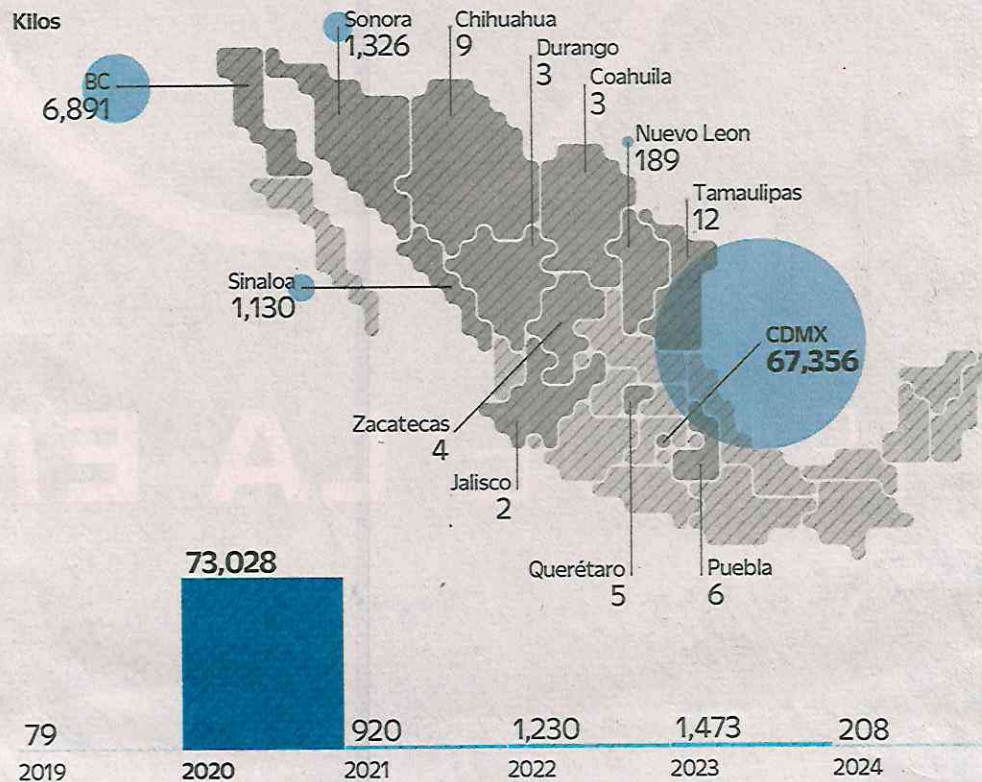 Kilos
Sonora
1,326
Chihuahua
9
Durango
3
Coahuila
3
BC
6,891
Nuevo Leon
189
Tamaulipas
12
Sinaloa
1,130
CDMX
67,356
Zacatecas
4
Jalisco
2
Querétaro
5
Puebla
6
73,028
79
920
1,230
1,473
208
2019
2020
2021
2022
2023
2024